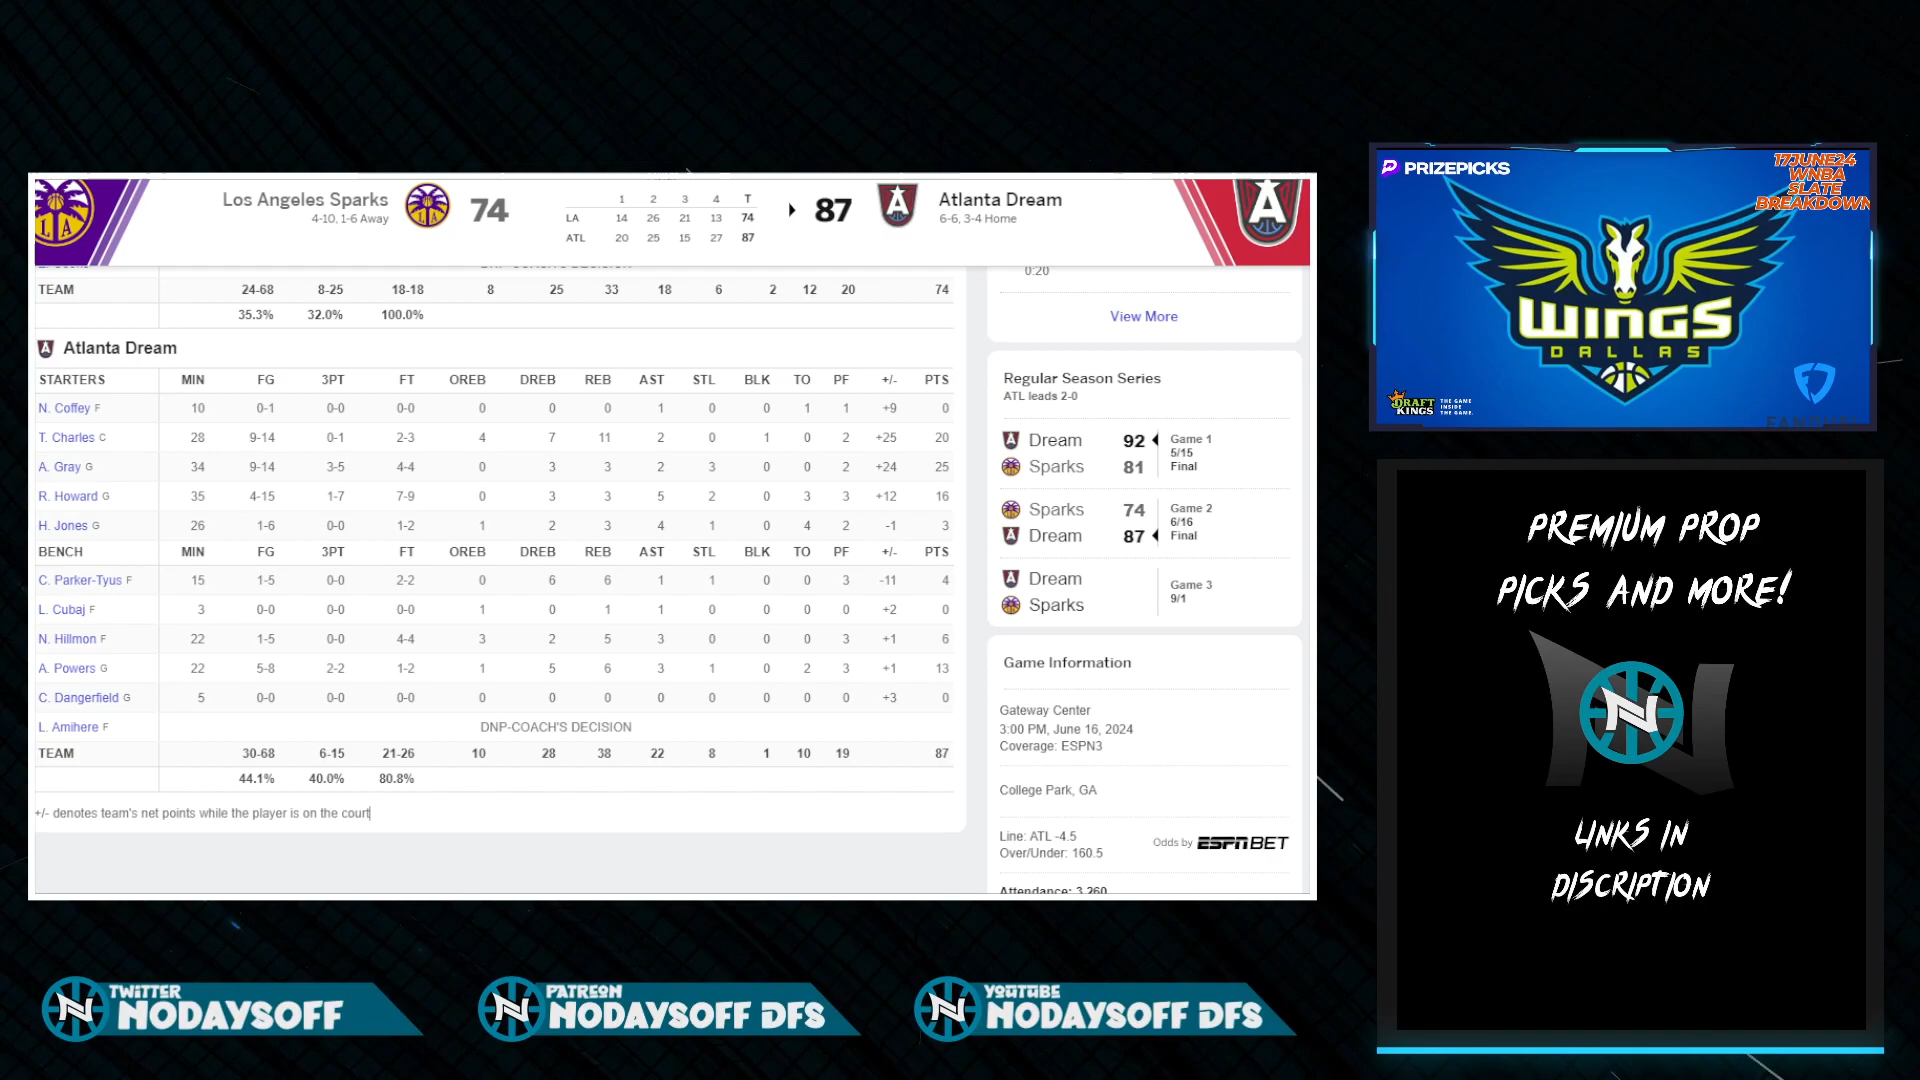 Los Angeles Sparks
4-10, 1-6 Away
74
1 2 3 4 T
LA 14 26 21 13 74
ATL 20 25 15 27 87
87
Atlanta Dream
6-6, 3-4 Home
TEAM 24-68 8-25 18-18 8 25 33 18 6 2 12 20 74
35.3% 32.0% 100.0%
Atlanta Dream
STARTERS MIN FG 3PT FT OREB DREB REB AST STL BLK TO PF +/- PTS
N. Coffey F 10 0-1 0-0 0-0 0 0 0 1 0 0 1 1 +9 0
T. Charles C 28 9-14 0-1 2-3 4 7 11 2 0 1 0 2 +25 20
A. Gray G 34 9-14 3-5 4-4 0 3 3 2 3 0 0 2 +24 25
R. Howard G 35 4-15 1-7 7-9 0 3 3 5 2 0 3 3 +12 16
H. Jones G 26 1-6 0-0 1-2 1 2 3 4 1 0 4 2 -1 3
BENCH MIN FG 3PT FT OREB DREB REB AST STL BLK TO PF +/- PTS
C. Parker-Tyus F 15 1-5 0-0 2-2 0 6 6 1 1 0 0 3 -11 4
L. Cubaj F 3 0-0 0-0 0-0 1 0 1 1 0 0 0 0 +2 0
N. Hillmon F 22 1-5 0-0 4-4 3 2 5 3 0 0 0 3 +1 6
A. Powers G 22 5-8 2-2 1-2 1 5 6 3 1 0 2 3 +1 13
C. Dangerfield G 5 0-0 0-0 0-0 0 0 0 0 0 0 0 0 +3 0
L. Amihere F DNP-COACH'S DECISION
TEAM 30-68 6-15 21-26 10 28 38 22 8 1 10 19 87
44.1% 40.0% 80.8%
+/- denotes team's net points while the player is on the court
0:20
View More
Regular Season Series
ATL leads 2-0
Dream 92 Game 1
5/15
Sparks 81 Final
Sparks 74 Game 2
6/16
Dream 87 Final
Dream Game 3
Sparks 9/1
Game Information
Gateway Center
3:00 PM, June 16, 2024
Coverage: ESPN3
College Park, GA
Line: ATL -4.5
Over/Under: 160.5
Odds by ESPN BET
Attendance: 3,260
PRIZEPICKS
17JUNE24
WNBA
SLATE
BREAKDOWN
WINGS
DALLAS
DRAFT
KINGS
THE GAME
INSIDE
THE GAME.
PREMIUM PROP
PICKS AND MORE!
LINKS IN
DISCRIPTION
TWITTER
NODAYSOFF
PATREON
NODAYSOFF DFS
YOUTUBE
NODAYSOFF DFS